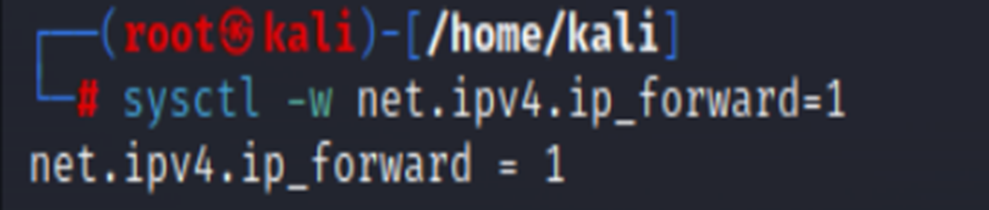 ┌──(root㉿kali)-[/home/kali]
└─# sysctl -w net.ipv4.ip_forward=1
net.ipv4.ip_forward = 1